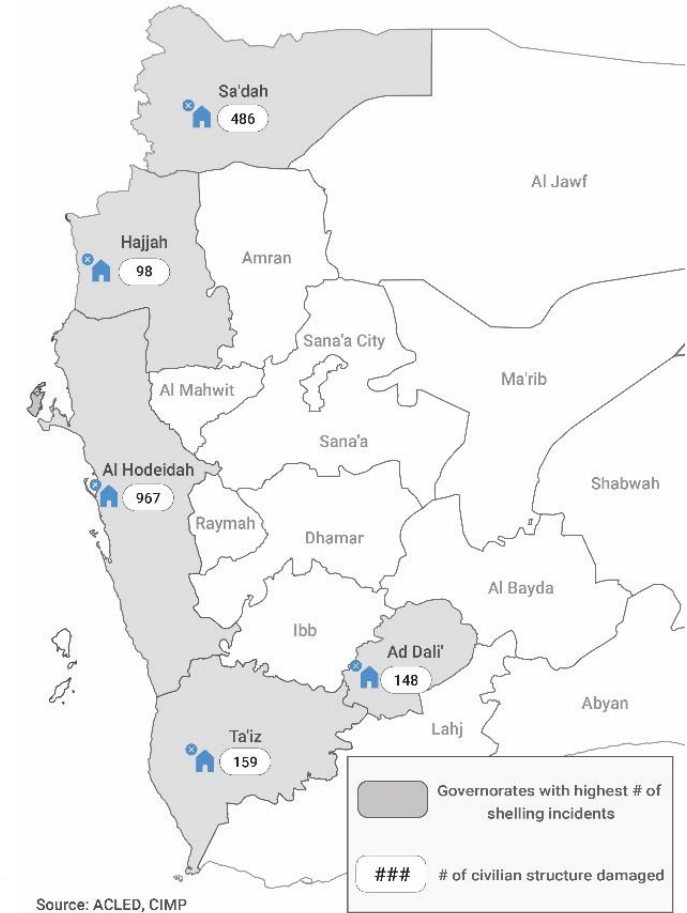 Sa'dah
486
Al Jawf
Hajjah
98
Amran
Sana'a City
Ma'rib
Al Mahwit
Sana'a
Al Hodeidah
967
Shabwah
Raymah
Dhamar
Al Bayda
Ibb
Ad Dali'
148
Abyan
Lahj
Ta'iz
159
Governorates with highest # of
shelling incidents
###
# of civilian structure damaged
Source: ACLED, CIMP